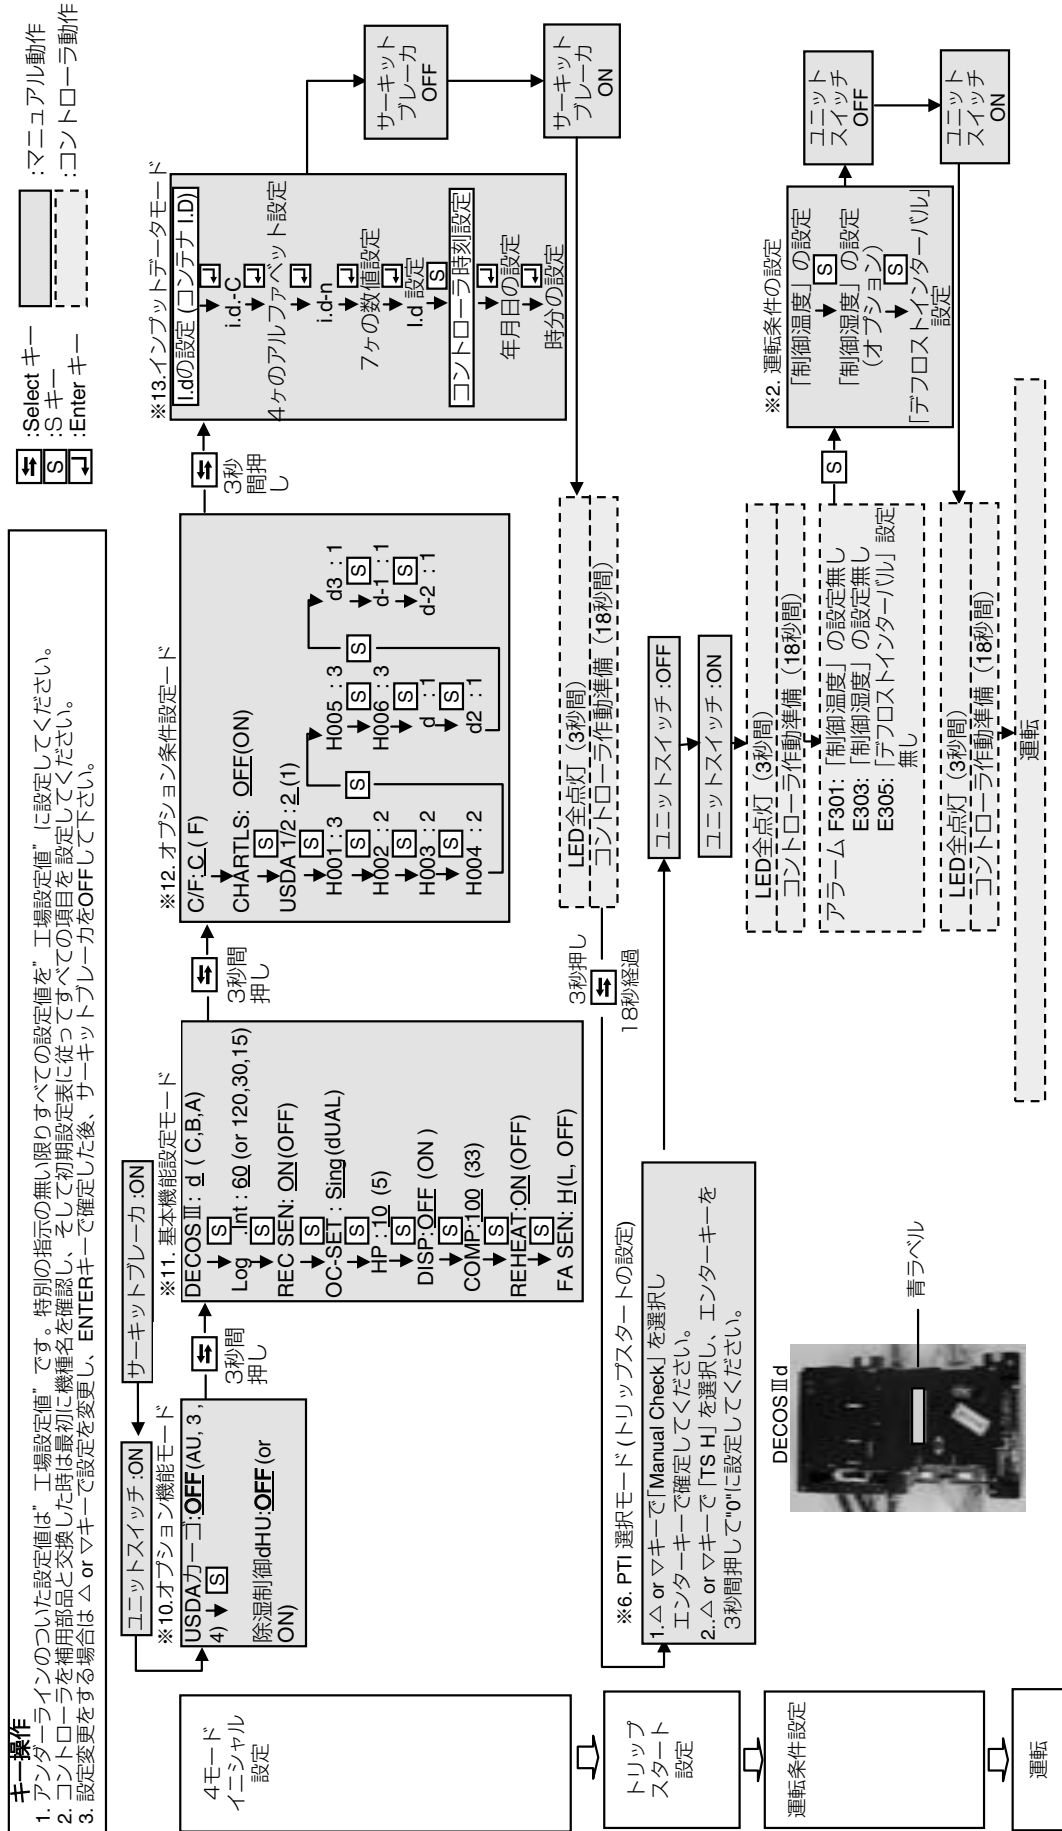 キー操作
1. アンダーラインのついた設定値は”工場設定値”です。特別の指示の無い限りすべての設定値を”工場設定値”に設定してください。
2. コントローラを補用部品と交換した時は最初に機種名を確認し、そして初期設定表に従ってすべての項目を設定してください。
3. 設定変更をする場合は △ or ▽キーで設定を変更し、ENTERキーで確定した後、サーキットブレーカをOFFして下さい。
:Select キー
S :S キー
:Enter キー
:マニュアル動作
:コントローラ動作
4モード
イニシャル
設定
トリップ
スタート
設定
運転条件設定
運転
ユニットスイッチ:ON
サーキットブレーカ:ON
※10.オプション機能モード
USDAカーゴ:OFF(AU, 3 ,
4) S
除湿制御dHU:OFF(or
ON)
3秒間
押し
※11. 基本機能設定モード
DECOSⅢ: d ( C,B,A)
S
Log .Int : 60 (or 120,30,15)
S
REC SEN: ON(OFF)
S
OC-SET : Sing(dUAL)
S
HP : 10 (5)
S
DISP:OFF (ON )
S
COMP:100 (33)
S
REHEAT:ON(OFF)
S
FA SEN: H(L, OFF)
3秒間
押し
※12. オプション条件設定モード
C/F: C ( F)
CHARTLS: OFF(ON)
S
USDA 1/2 : 2 (1)
S
H001 : 3
S
H002 : 2
S
H003 : 2
S
H004 : 2
S
H005 : 3
S
H006 : 3
S
d : 1
S
d2 : 1
S
d3 : 1
S
d-1 : 1
S
d-2 : 1
3秒
間押
し
※13.インプットデータモード
I.dの設定 (コンテナ I.D)
i.d.-C
4ヶのアルファベット設定
i.d-n
7ヶの数値設定
I.d 設定
S
コントローラ時刻設定
年月日の設定
時分の設定
サーキット
ブレーカ
OFF
サーキット
ブレーカ
ON
LED全点灯 (3秒間)
コントローラ作動準備 (18秒間)
3秒押し
18秒経過
※6. PTI 選択モード (トリップスタートの設定)
1.△ or ▽キーで「Manual Check」を選択し
エンターキーで確定してください。
2..△ or ▽キーで「TS H」を選択し、エンターキーを
3秒間押して"0"に設定してください。
ユニットスイッチ:OFF
ユニットスイッチ:ON
LED全点灯 (3秒間)
コントローラ作動準備 (18秒間)
アラーム F301:「制御温度」の設定無し
E303:「制御湿度」の設定無し
E305:「デフロストインターバル」設定
無し
S
※2. 運転条件の設定
「制御温度」の設定
S
「制御湿度」の設定
(オプション)
S
「デフロストインターバル」
設定
ユニット
スイッチ
OFF
ユニット
スイッチ
ON
LED全点灯 (3秒間)
コントローラ作動準備 (18秒間)
運転
DECOSⅢd
青ラベル